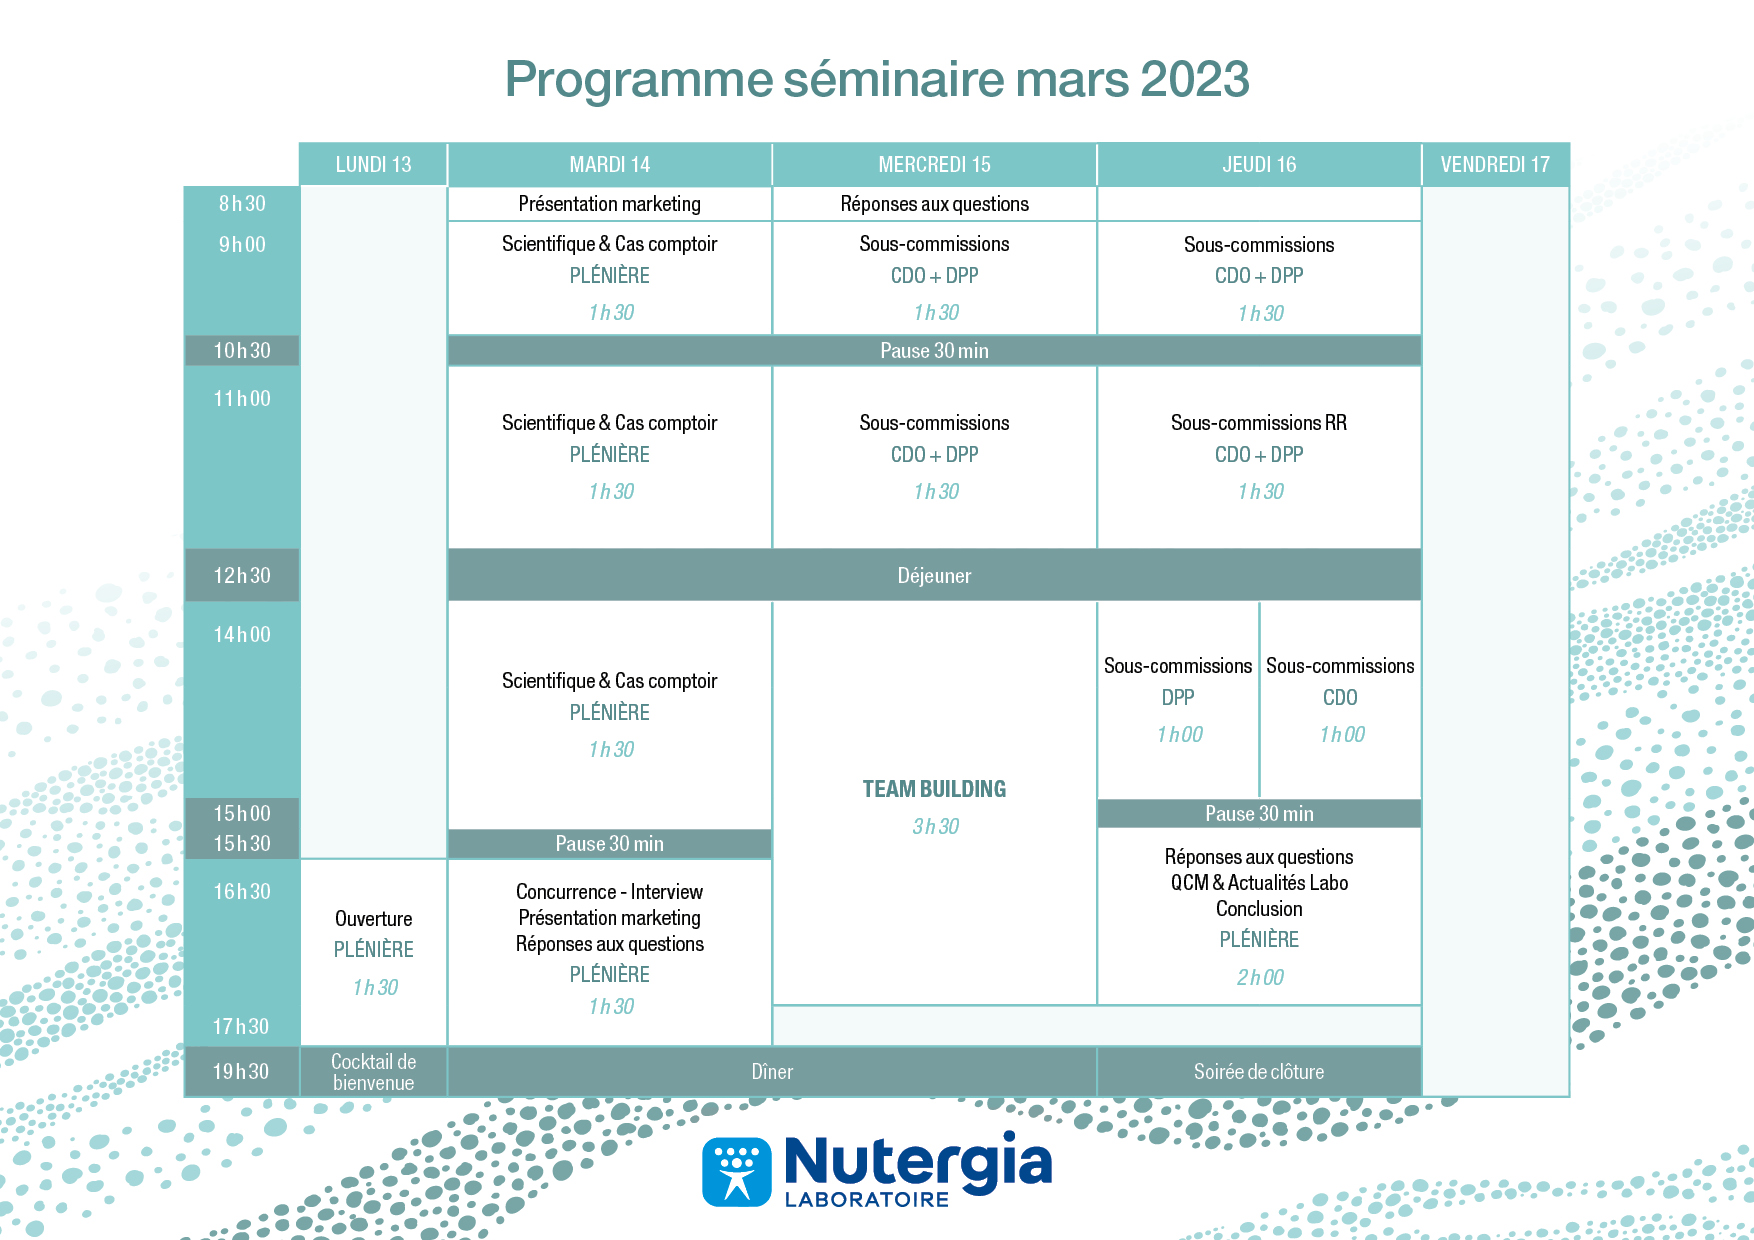 Programme séminaire mars 2023
LUNDI 13
MARDI 14
MERCREDI 15
JEUDI 16
VENDREDI 17
8h30
Présentation marketing
Réponses aux questions
9h00
Scientifique & Cas comptoir
PLÉNIÈRE
1h30
Sous-commissions
CDO + DPP
1h30
Sous-commissions
CDO + DPP
1h30
10h30
Pause 30 min
11h00
Scientifique & Cas comptoir
PLÉNIÈRE
1h30
Sous-commissions
CDO + DPP
1h30
Sous-commissions RR
CDO + DPP
1h30
12h30
Déjeuner
14h00
Scientifique & Cas comptoir
PLÉNIÈRE
1h30
TEAM BUILDING
3h30
Sous-commissions
DPP
1h00
Sous-commissions
CDO
1h00
15h00
Pause 30 min
15h30
Pause 30 min
16h30
Ouverture
PLÉNIÈRE
1h30
Concurrence - Interview
Présentation marketing
Réponses aux questions
PLÉNIÈRE
1h30
Réponses aux questions
QCM & Actualités Labo
Conclusion
PLÉNIÈRE
2h00
17h30
19h30
Cocktail de
bienvenue
Dîner
Soirée de clôture
Nutergia
LABORATOIRE